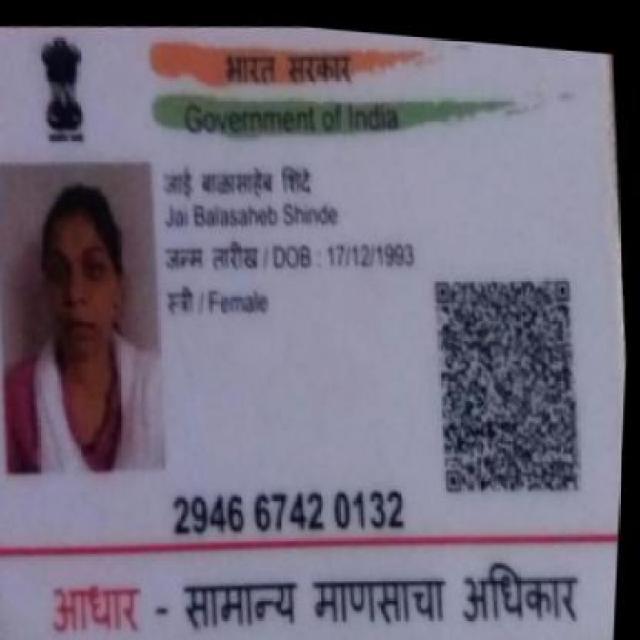 भारत सरकार
Government of India
जाई बाळासाहेब शिंदे
Jai Balasaheb Shinde
जन्म तारीख / DOB : 17/12/1993
स्त्री / Female
2946 6742 0132
आधार - सामान्य माणसाचा अधिकार